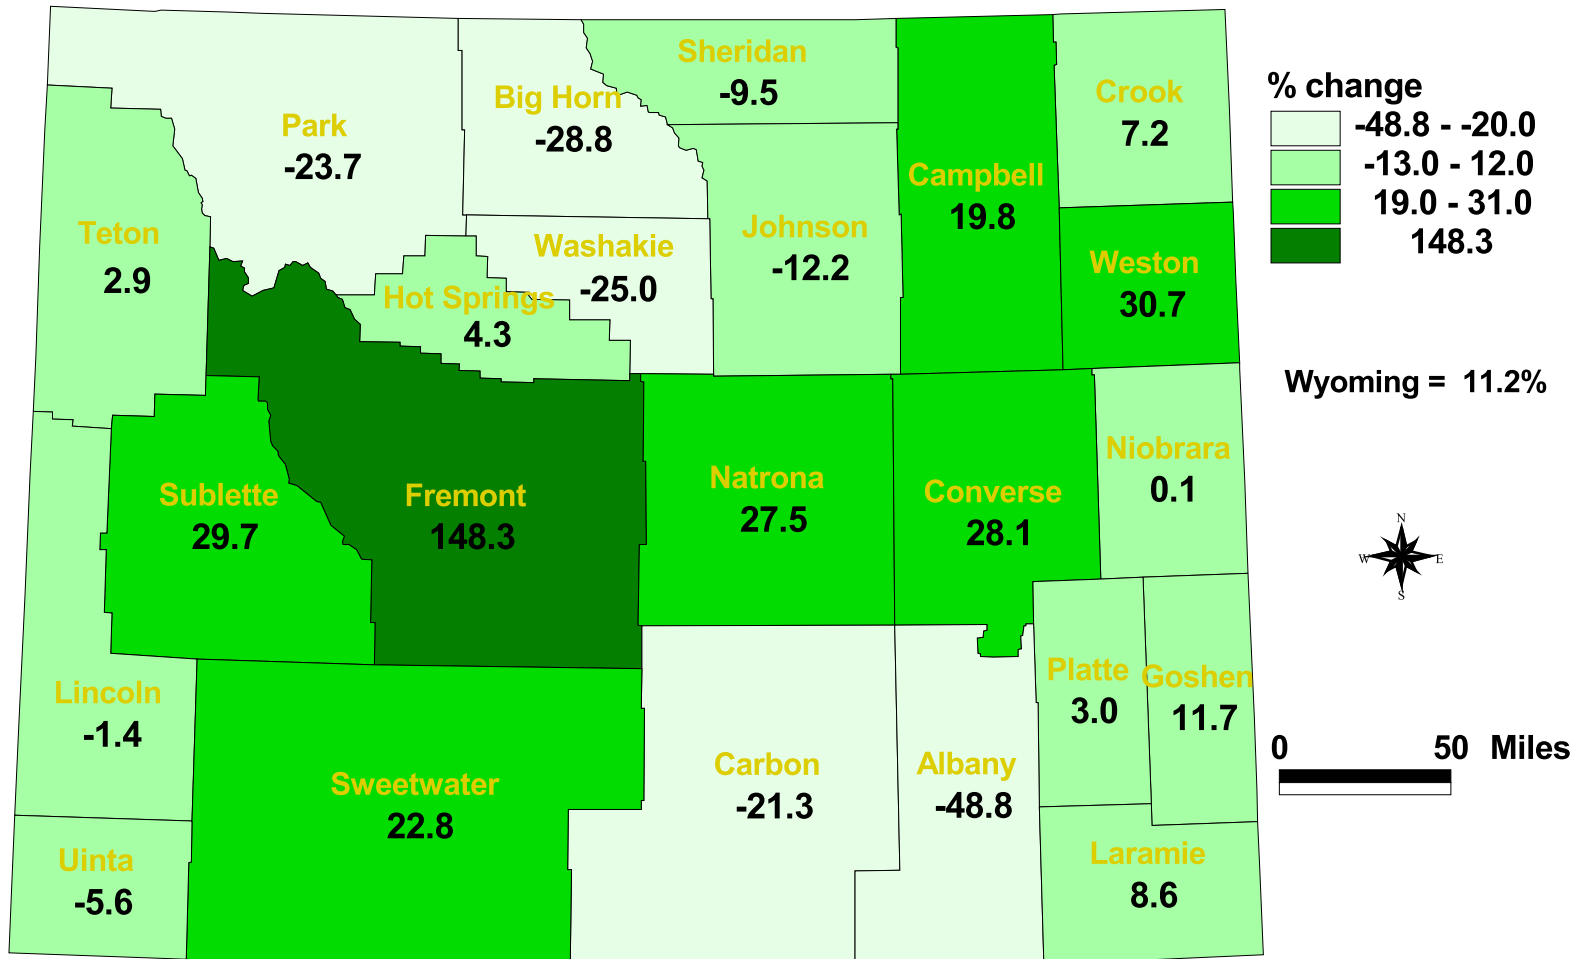 Sheridan
-9.5
Big Horn
-28.8
Park
-23.7
Crook
7.2
Campbell
19.8
Teton
2.9
Washakie
-25.0
Johnson
-12.2
Weston
30.7
Hot Springs
4.3
Sublette
29.7
Fremont
148.3
Natrona
27.5
Converse
28.1
Niobrara
0.1
Lincoln
-1.4
Platte
3.0
Goshen
11.7
Sweetwater
22.8
Carbon
-21.3
Albany
-48.8
Uinta
-5.6
Laramie
8.6
% change
-48.8 - -20.0
-13.0 - 12.0
19.0 - 31.0
148.3
Wyoming = 11.2%
N
W E
S
0 50 Miles